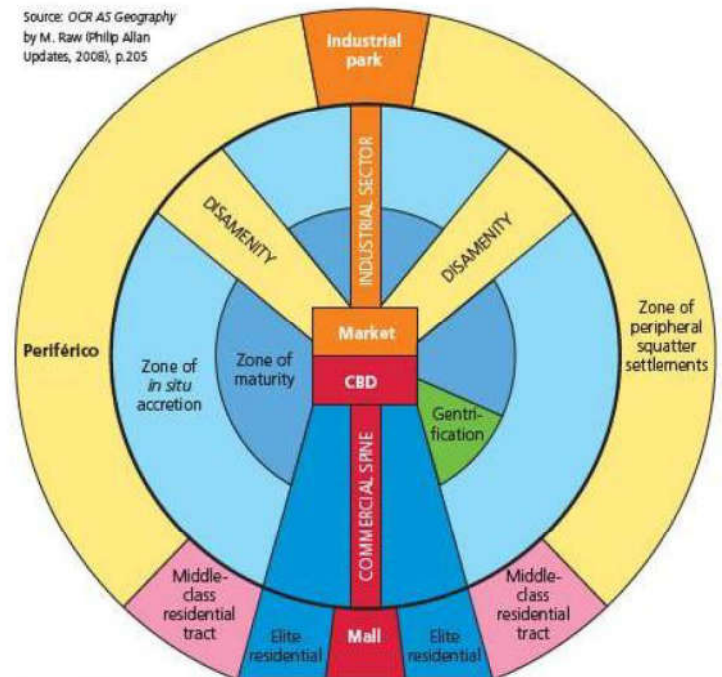 Source: OCR AS Geography
by M. Raw (Philip Allan
Updates, 2008), p.205
Industrial
park
INDUSTRIAL SECTOR
DISAMENITY
DISAMENITY
Market
CBD
Periférico
Zone of
in situ
accretion
Zone of
maturity
Gentri-
fication
Zone of
peripheral
squatter
settlements
COMMERCIAL SPINE
Middle-
class
residential
tract
Elite
residential
Mall
Elite
residential
Middle-
class
residential
tract